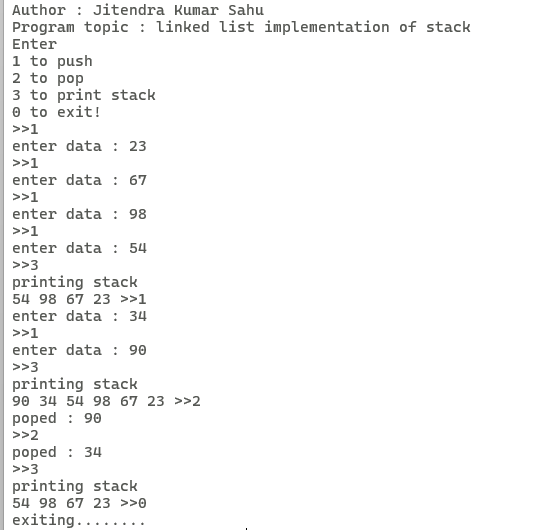 Author : Jitendra Kumar Sahu
Program topic : linked list implementation of stack
Enter
1 to push
2 to pop
3 to print stack
0 to exit!
>>1
enter data : 23
>>1
enter data : 67
>>1
enter data : 98
>>1
enter data : 54
>>3
printing stack
54 98 67 23 >>1
enter data : 34
>>1
enter data : 90
>>3
printing stack
90 34 54 98 67 23 >>2
poped : 90
>>2
poped : 34
>>3
printing stack
54 98 67 23 >>0
exiting........